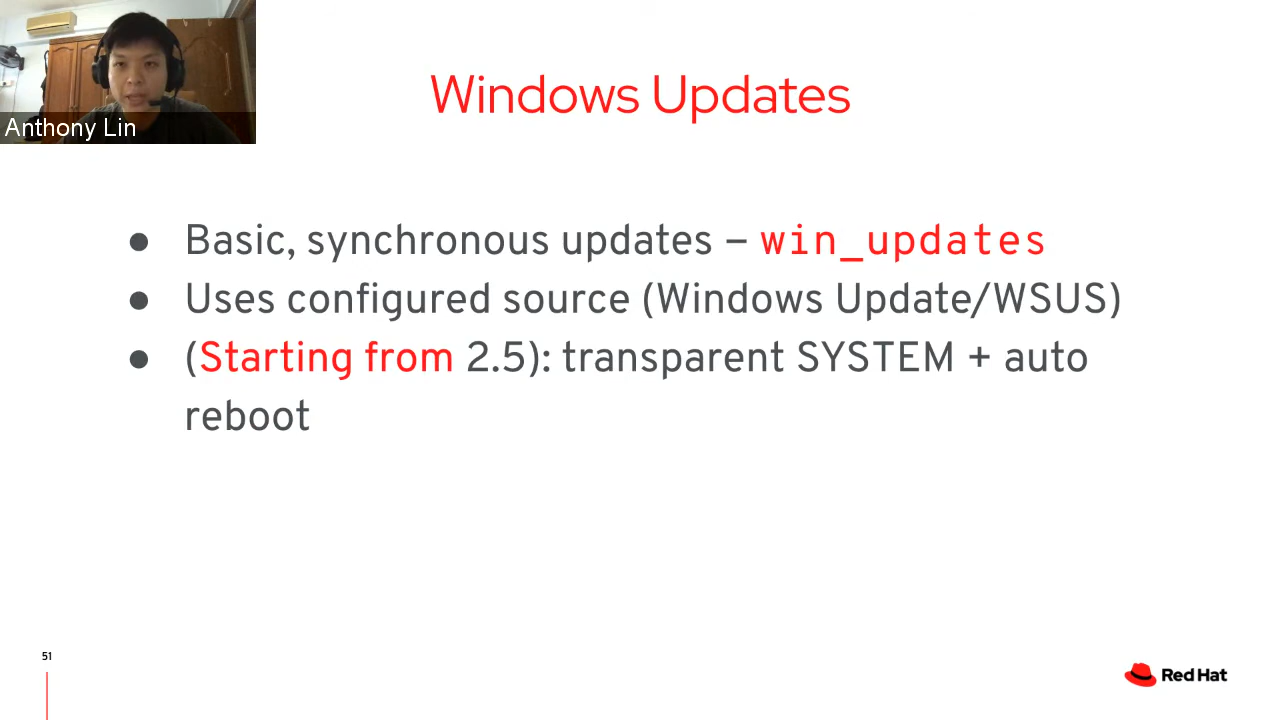 Anthony Lin
Windows Updates
● Basic, synchronous updates – win_updates
● Uses configured source (Windows Update/WSUS)
● (Starting from 2.5): transparent SYSTEM + auto
reboot
51
Red Hat